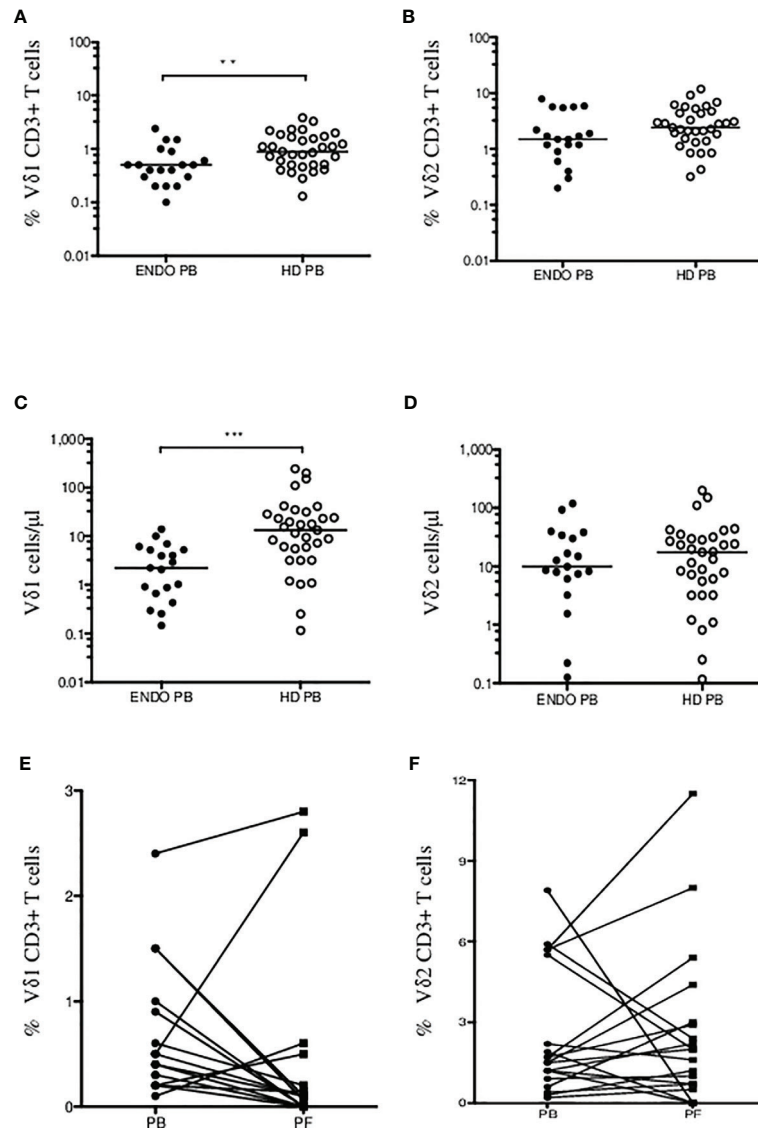 A
% Vδ1 CD3+ T cells
100
10
1
0.1
0.01
**
ENDO PB
HD PB
B
% Vδ2 CD3+ T cells
100
10
1
0.1
0.01
ENDO PB
HD PB
C
Vδ1 cells/µl
1,000
100
10
1
0.1
0.01
***
ENDO PB
HD PB
D
Vδ2 cells/µl
1,000
100
10
1
0.1
ENDO PB
HD PB
E
% Vδ1 CD3+ T cells
3
2
1
0
PB
PF
F
% Vδ2 CD3+ T cells
12
9
6
3
0
PB
PF